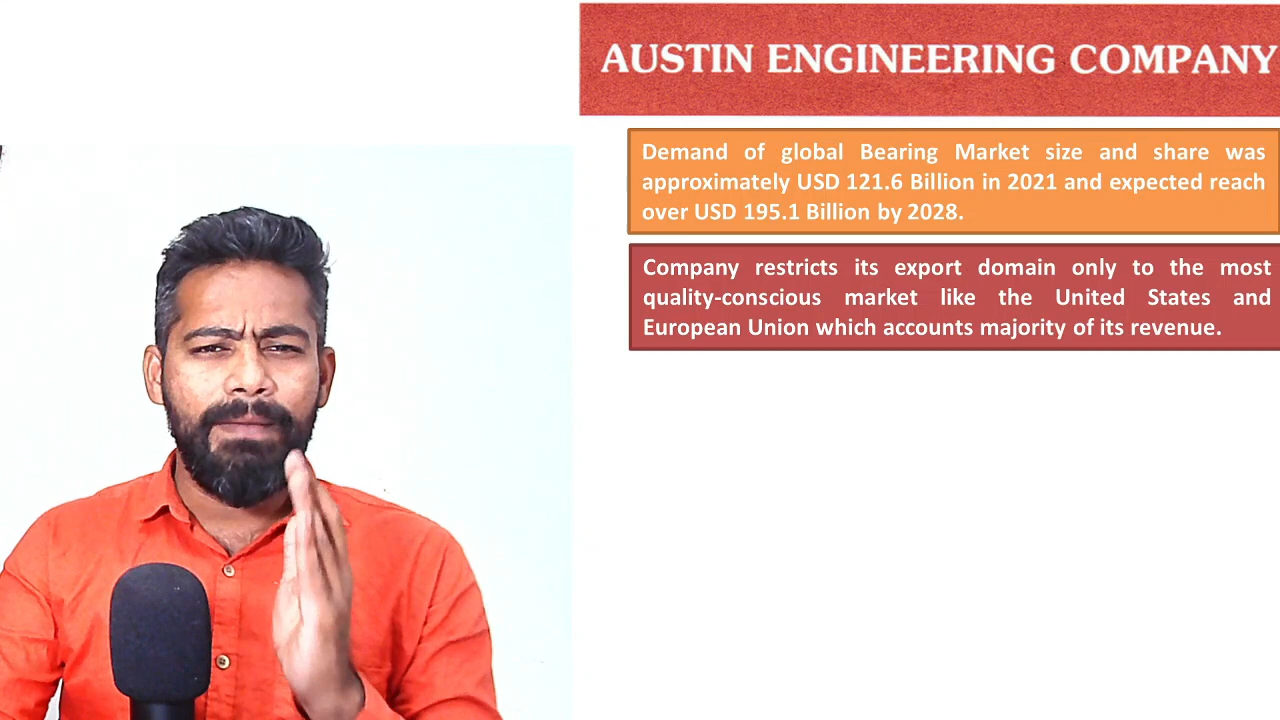 AUSTIN ENGINEERING COMPANY
Demand of global Bearing Market size and share was
approximately USD 121.6 Billion in 2021 and expected reach
over USD 195.1 Billion by 2028.
Company restricts its export domain only to the most
quality-conscious market like the United States and
European Union which accounts majority of its revenue.